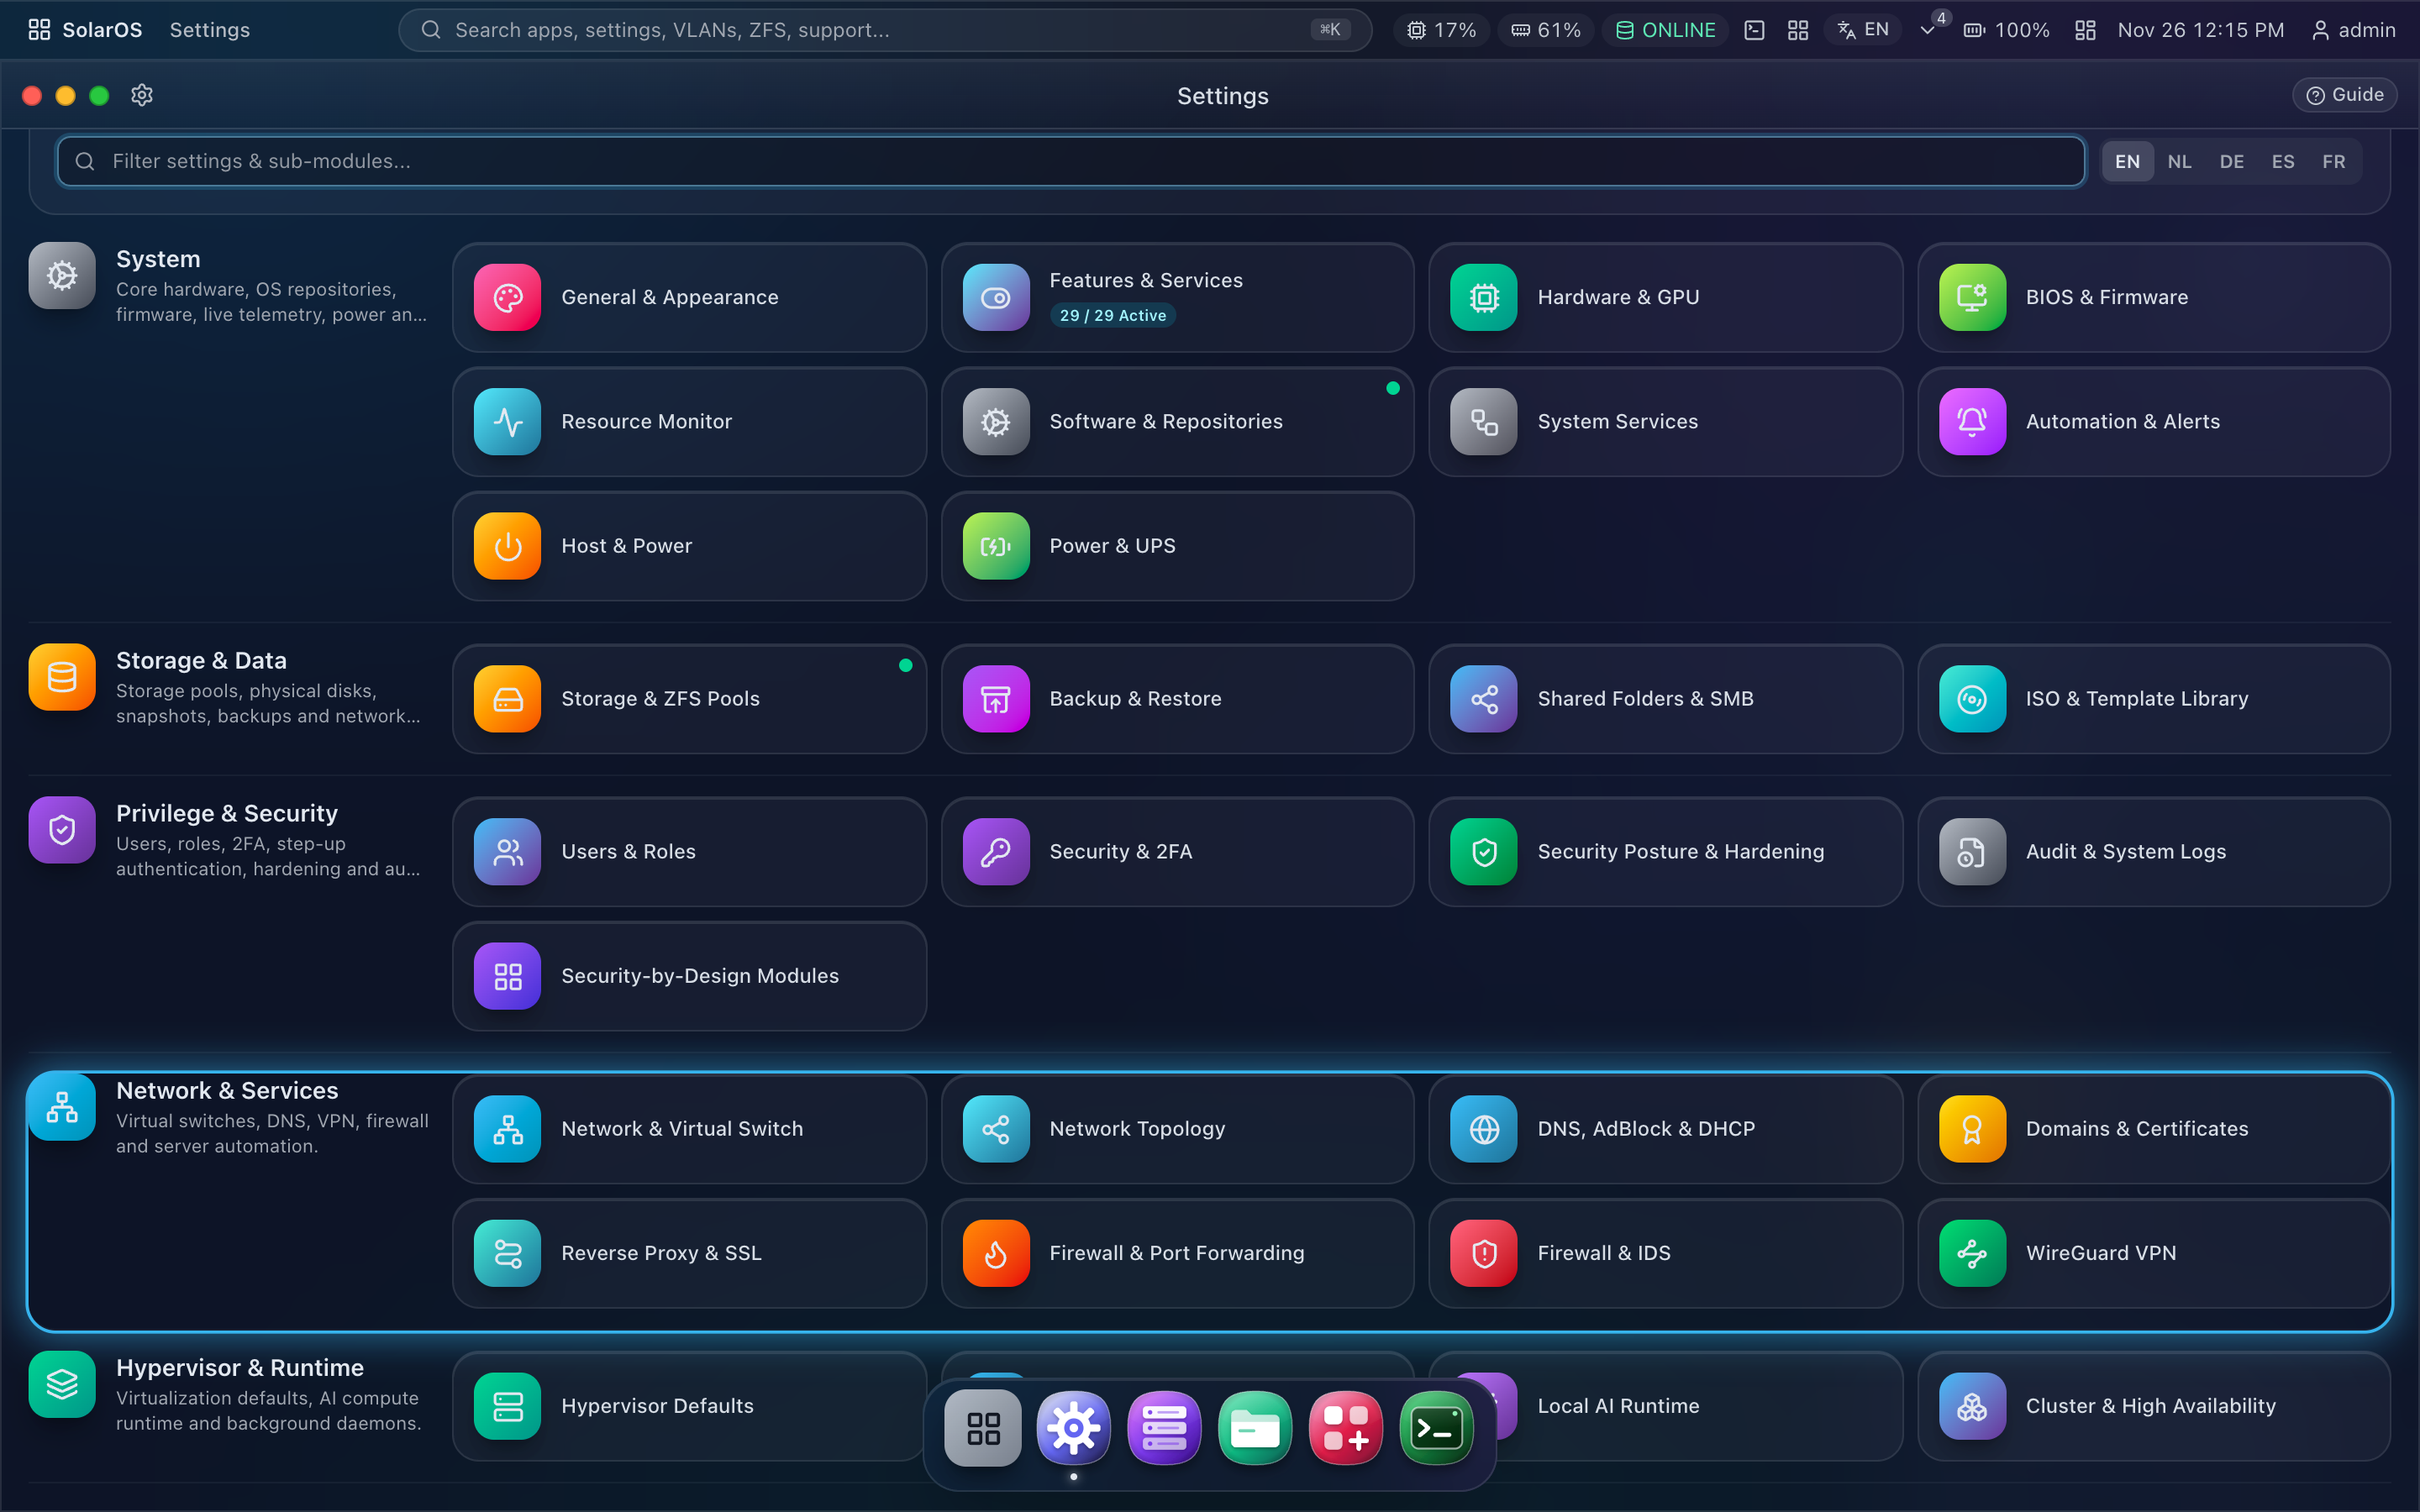 SolarOS Settings Search apps, settings, VLANs, ZFS, support... ⌘K 17% 61% ONLINE EN 4 100% Nov 26 12:15 PM admin
Settings Guide
Filter settings & sub-modules... EN NL DE ES FR
System
Core hardware, OS repositories,
firmware, live telemetry, power an...
General & Appearance
Features & Services
29 / 29 Active
Hardware & GPU
BIOS & Firmware
Resource Monitor
Software & Repositories
System Services
Automation & Alerts
Host & Power
Power & UPS
Storage & Data
Storage pools, physical disks,
snapshots, backups and network...
Storage & ZFS Pools
Backup & Restore
Shared Folders & SMB
ISO & Template Library
Privilege & Security
Users, roles, 2FA, step-up
authentication, hardening and au...
Users & Roles
Security & 2FA
Security Posture & Hardening
Audit & System Logs
Security-by-Design Modules
Network & Services
Virtual switches, DNS, VPN, firewall
and server automation.
Network & Virtual Switch
Network Topology
DNS, AdBlock & DHCP
Domains & Certificates
Reverse Proxy & SSL
Firewall & Port Forwarding
Firewall & IDS
WireGuard VPN
Hypervisor & Runtime
Virtualization defaults, AI compute
runtime and background daemons.
Hypervisor Defaults
Local AI Runtime
Cluster & High Availability